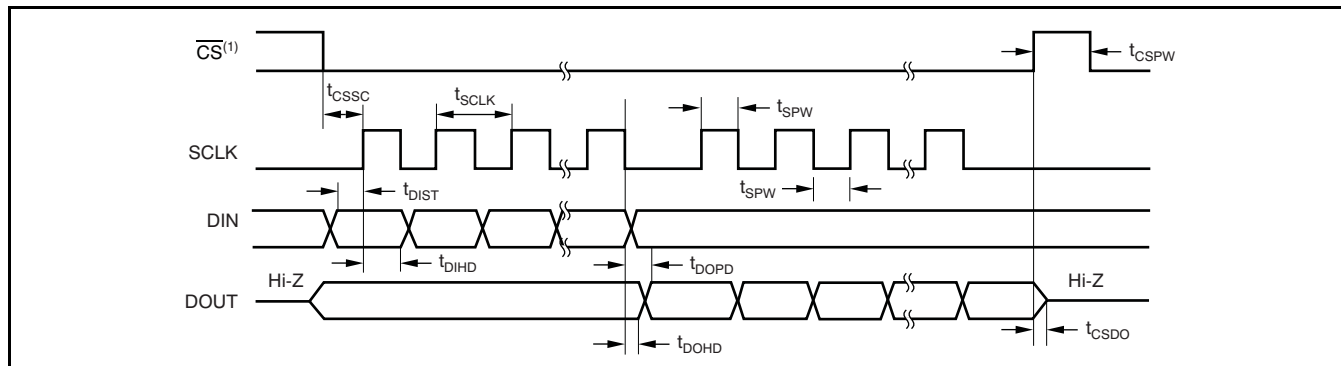 CS(1)
tCSPW
tCSSC
tSCLK
tSPW
SCLK
tDIST
tSPW
DIN
tDIHD
tDOPD
Hi-Z
Hi-Z
DOUT
tDOHD
tCSDO